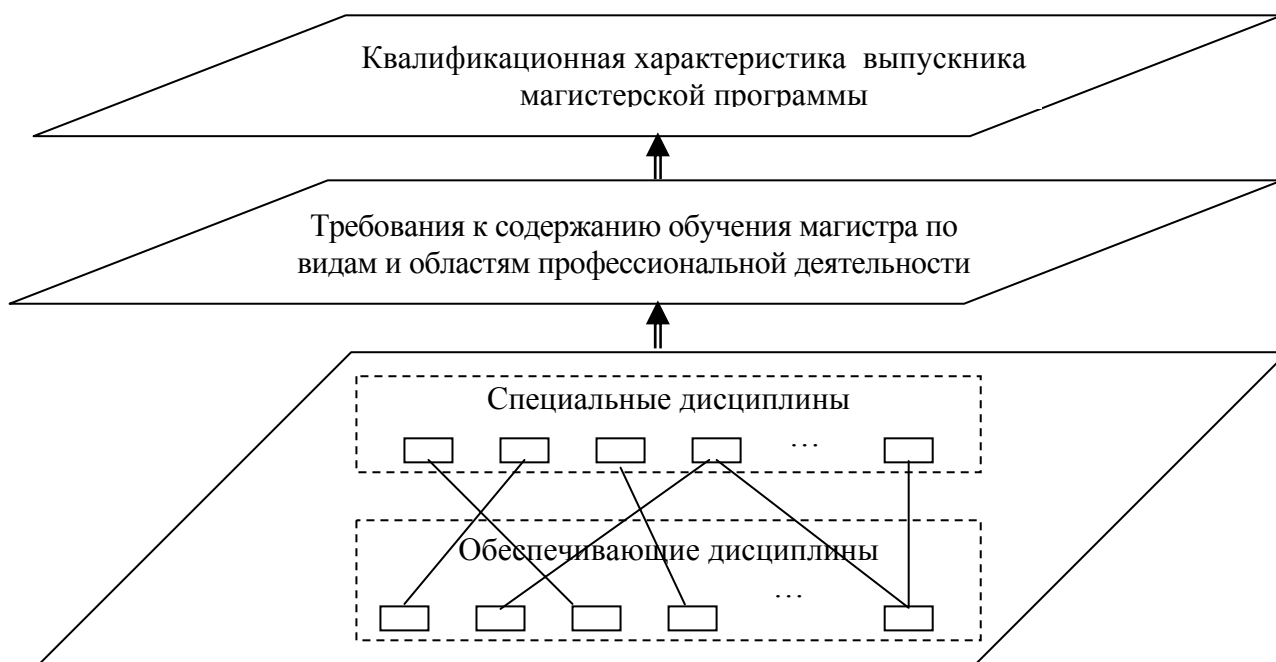 Квалификационная характеристика выпускника
магистерской программы
Требования к содержанию обучения магистра по
видам и областям профессиональной деятельности
Специальные дисциплины
...
Обеспечивающие дисциплины
...